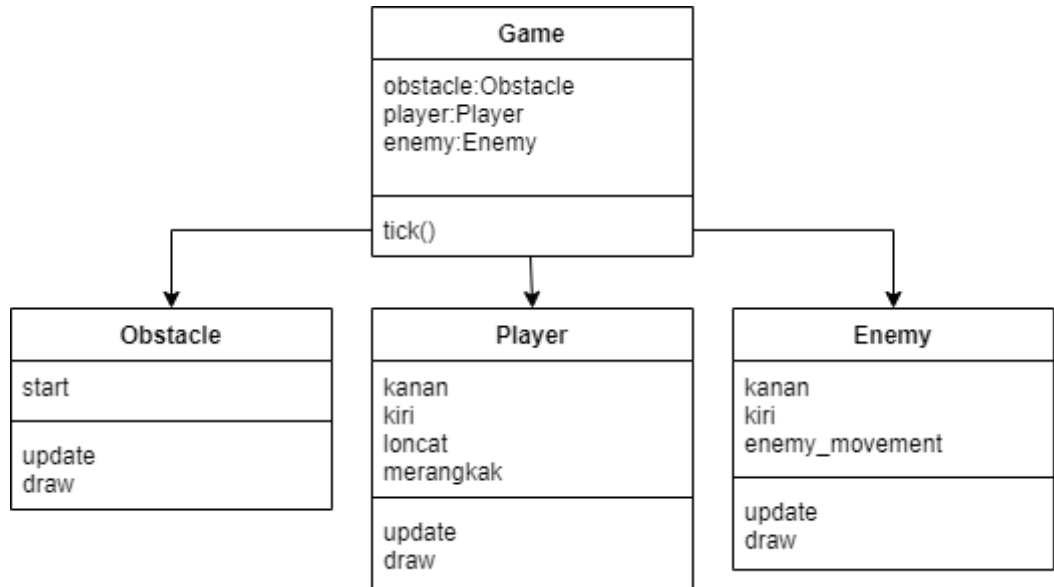 Game
obstacle:Obstacle
player:Player
enemy:Enemy
tick()
Obstacle
start
update
draw
Player
kanan
kiri
loncat
merangkak
update
draw
Enemy
kanan
kiri
enemy_movement
update
draw